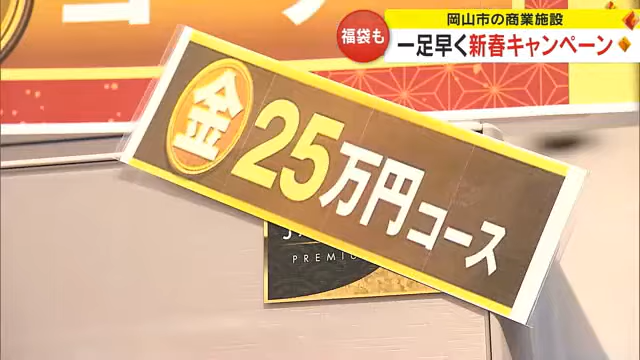 岡山市の商業施設
福袋も
一足早く新春キャンペーン
金
25万円コース
PREMIU